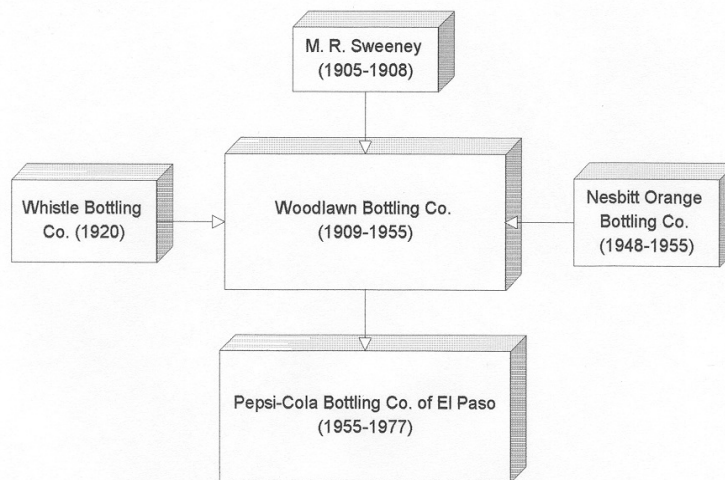 M. R. Sweeney
(1905-1908)
Whistle Bottling
Co. (1920)
Woodlawn Bottling Co.
(1909-1955)
Nesbitt Orange
Bottling Co.
(1948-1955)
Pepsi-Cola Bottling Co. of El Paso
(1955-1977)